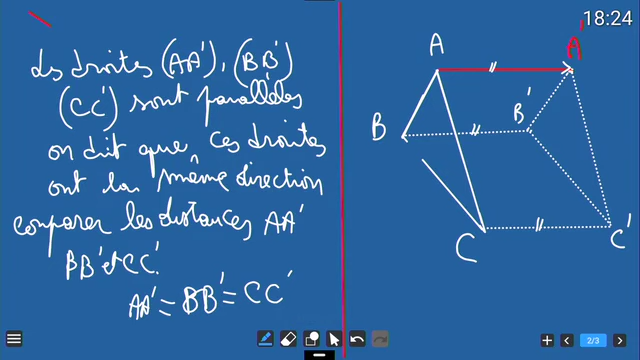 18:24
Les droites (AA'), (BB')
(CC') sont parallèles
on dit que ces droites
ont la même direction
comparer les distances AA'
BB' et CC'.
AA' = BB' = CC'
A
A'
B
B'
C
C'
2/3